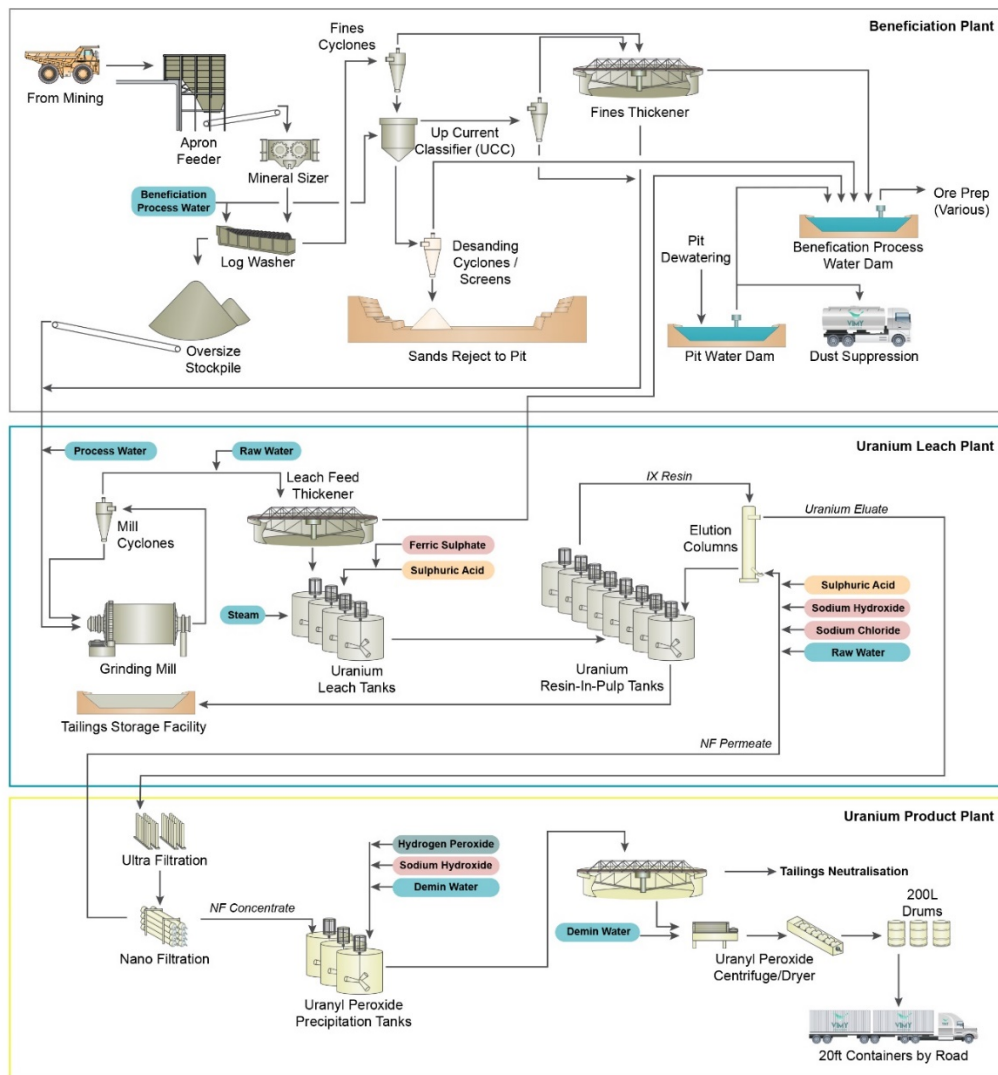 Beneficiation Plant
From Mining
Apron
Feeder
Mineral Sizer
Fines
Cyclones
Up Current
Classifier (UCC)
Fines Thickener
Beneficiation
Process Water
Log Washer
Desanding
Cyclones /
Screens
Ore Prep
(Various)
Benefication Process
Water Dam
Pit
Dewatering
Oversize
Stockpile
Sands Reject to Pit
Pit Water Dam
VIMY
VIMY
Dust Suppression
Uranium Leach Plant
Process Water
Raw Water
Leach Feed
Thickener
IX Resin
Uranium Eluate
Mill
Cyclones
Elution
Columns
Ferric Sulphate
Sulphuric Acid
Steam
Sulphuric Acid
Sodium Hydroxide
Sodium Chloride
Raw Water
Grinding Mill
Uranium
Leach Tanks
Uranium
Resin-In-Pulp Tanks
Tailings Storage Facility
NF Permeate
Uranium Product Plant
Ultra Filtration
Hydrogen Peroxide
Sodium Hydroxide
Demin Water
NF Concentrate
Nano Filtration
Uranyl Peroxide
Precipitation Tanks
Tailings Neutralisation
Demin Water
200L
Drums
Uranyl Peroxide
Centrifuge/Dryer
VIMY
VIMY
20ft Containers by Road